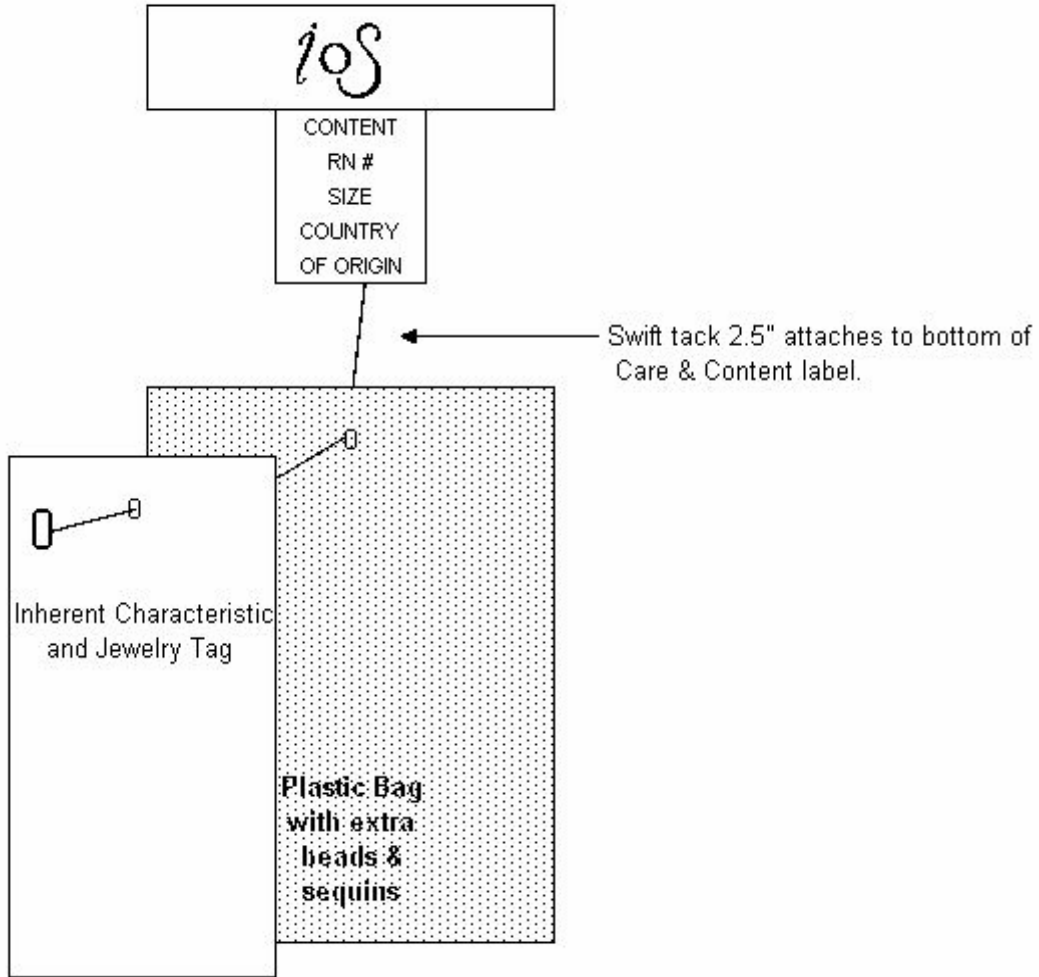 ios
CONTENT
RN #
SIZE
COUNTRY
OF ORIGIN
Swift tack 2.5" attaches to bottom of
Care & Content label.
Inherent Characteristic
and Jewelry Tag
Plastic Bag
with extra
beads &
sequins